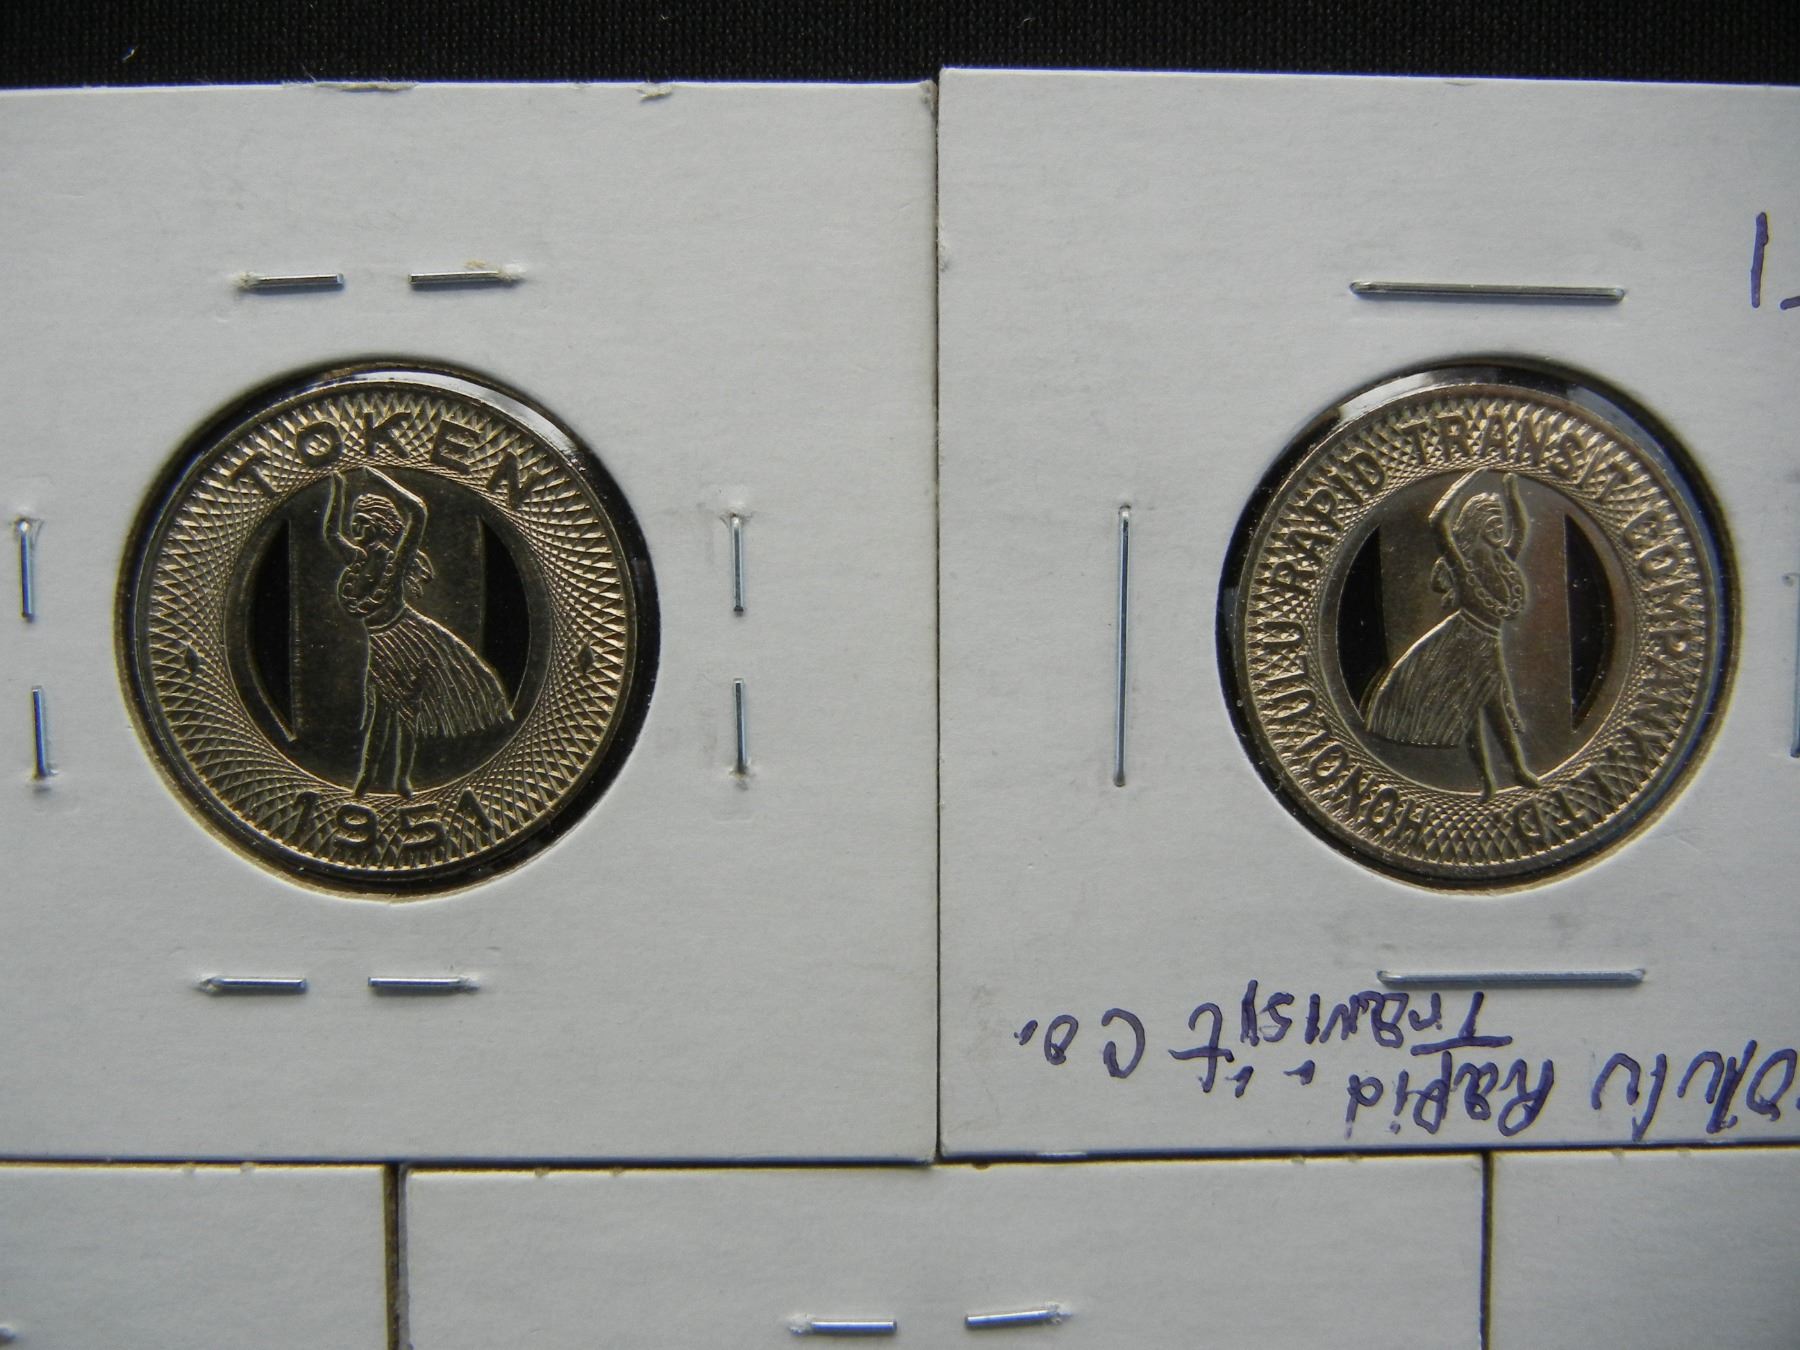 TOKEN
1951
HONOLULU RAPID TRANSIT COMPANY, LTD.
Rapid
Transit Co.